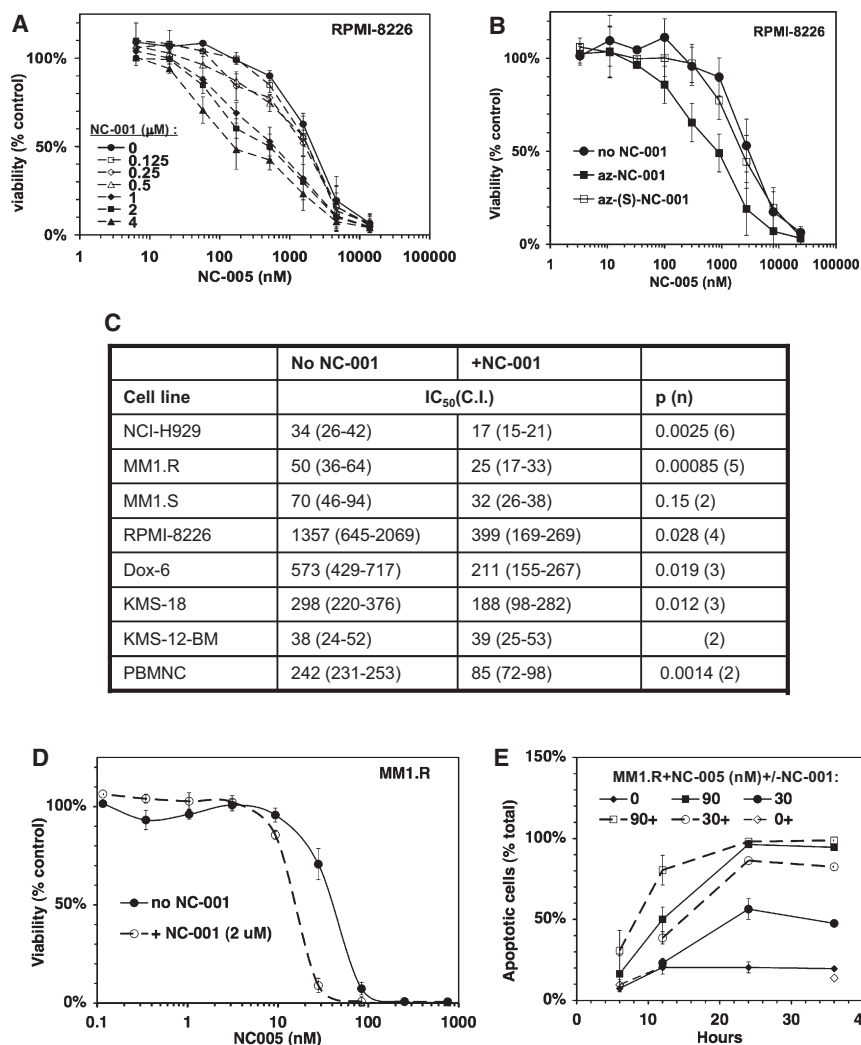 A
RPMI-8226
100%
50%
0%
viability (% control)
NC-001 (μM) :
0
0.125
0.25
0.5
1
2
4
1 10 100 1000 10000 100000
NC-005 (nM)
B
RPMI-8226
100%
50%
0%
Viability (% control)
no NC-001
az-NC-001
az-(S)-NC-001
1 10 100 1000 10000 100000
NC-005 (nM)
C
No NC-001 +NC-001
Cell line IC50(C.I.) p (n)
NCI-H929 34 (26-42) 17 (15-21) 0.0025 (6)
MM1.R 50 (36-64) 25 (17-33) 0.00085 (5)
MM1.S 70 (46-94) 32 (26-38) 0.15 (2)
RPMI-8226 1357 (645-2069) 399 (169-269) 0.028 (4)
Dox-6 573 (429-717) 211 (155-267) 0.019 (3)
KMS-18 298 (220-376) 188 (98-282) 0.012 (3)
KMS-12-BM 38 (24-52) 39 (25-53) (2)
PBMNC 242 (231-253) 85 (72-98) 0.0014 (2)
D
MM1.R
100%
50%
0%
Viability (% control)
no NC-001
+ NC-001 (2 uM)
0.1 1 10 100 1000
NC005 (nM)
E
150%
100%
50%
0%
Apoptotic cells (% total)
MM1.R+NC-005 (nM)+/-NC-001:
0 90 30
90+ 30+ 0+
0 10 20 30
Hours